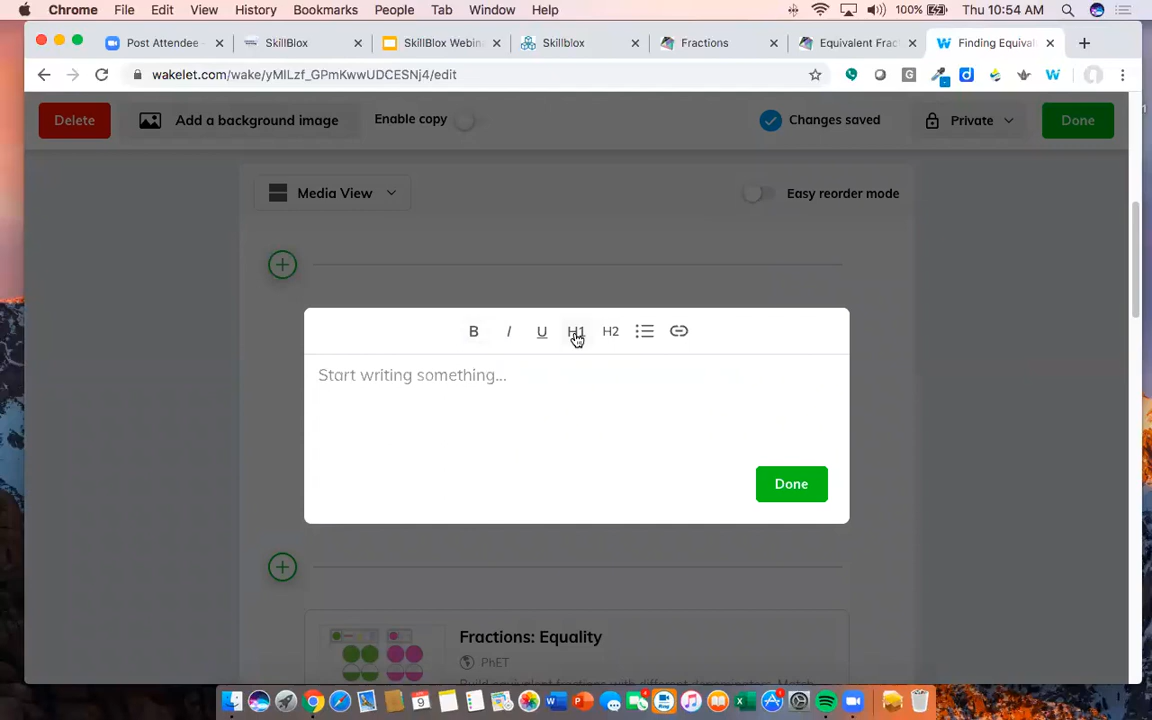 Chrome File Edit View History Bookmarks People Tab Window Help 100% Thu 10:54 AM
Post Attendee - SkillBlox SkillBlox Webin Skillblox Fractions Equivalent Frac Finding Equival
wakelet.com/wake/yMlLzf_GPmKwwUDCESNj4/edit
Delete Add a background image Enable copy Changes saved Private Done
Media View Easy reorder mode
B I U H1 H2
Start writing something...
Done
Fractions: Equality
PhET
Build equivalent fractions with different denominators. Match